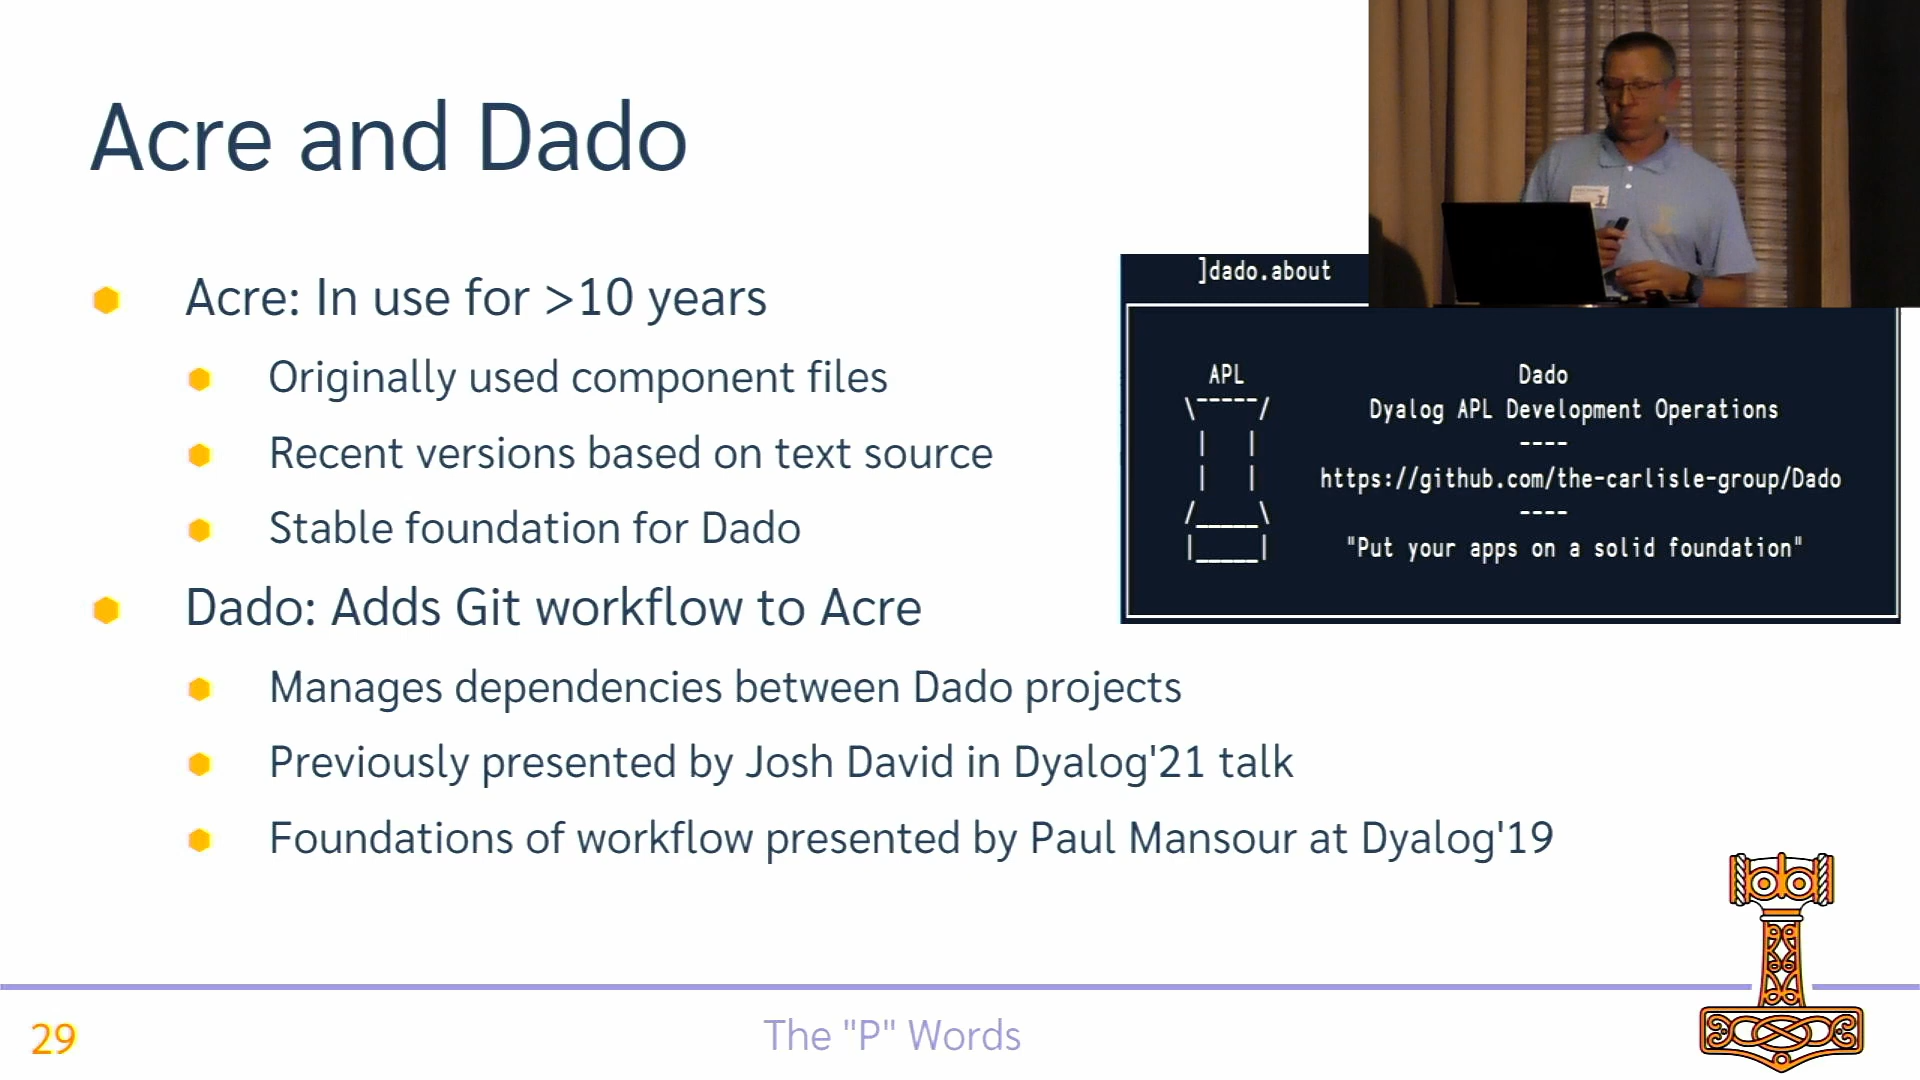 Acre and Dado
Acre: In use for >10 years
Originally used component files
Recent versions based on text source
Stable foundation for Dado
Dado: Adds Git workflow to Acre
Manages dependencies between Dado projects
Previously presented by Josh David in Dyalog'21 talk
Foundations of workflow presented by Paul Mansour at Dyalog'19
]dado.about
APL
Dado
Dyalog APL Development Operations
----
https://github.com/the-carlisle-group/Dado
----
"Put your apps on a solid foundation"
29
The "P" Words